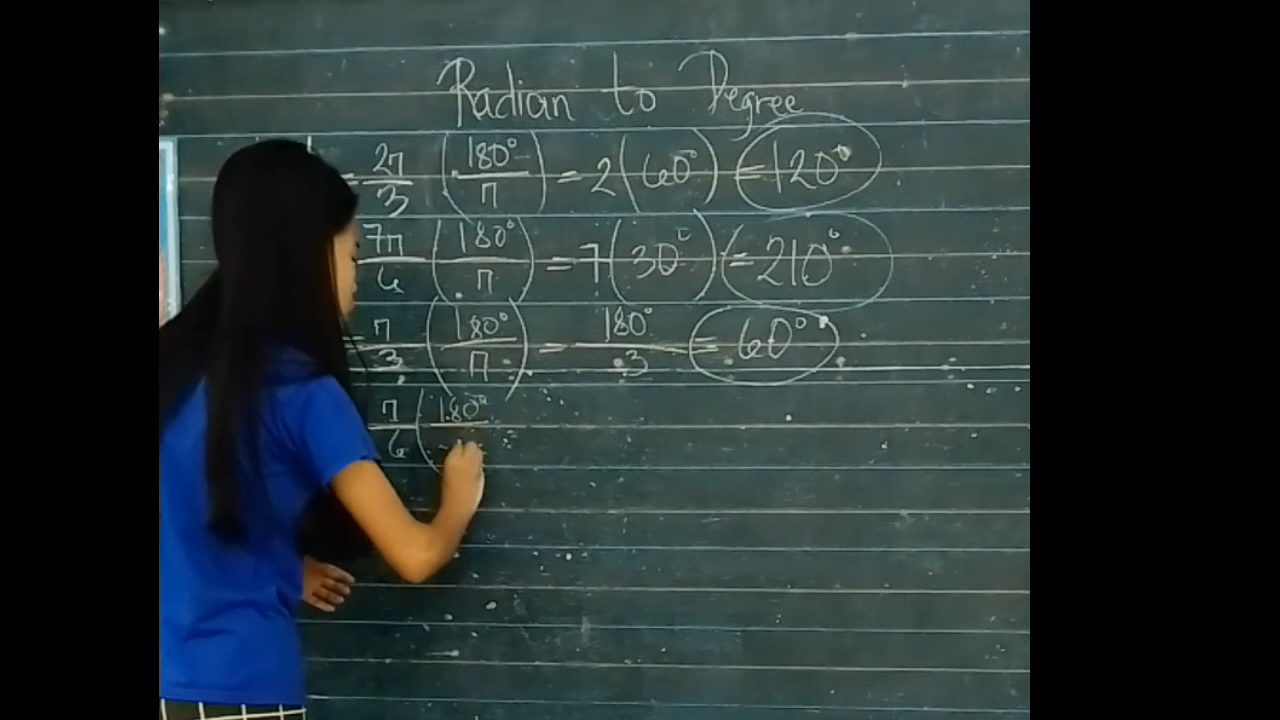 Radian to Degree
= 2π/3 (180°/π) = 2(60°) = 120°
7π/6 (180°/π) = 7(30°) = 210°
= π/3 (180°/π) = 180°/3 = 60°
π/6 (180°